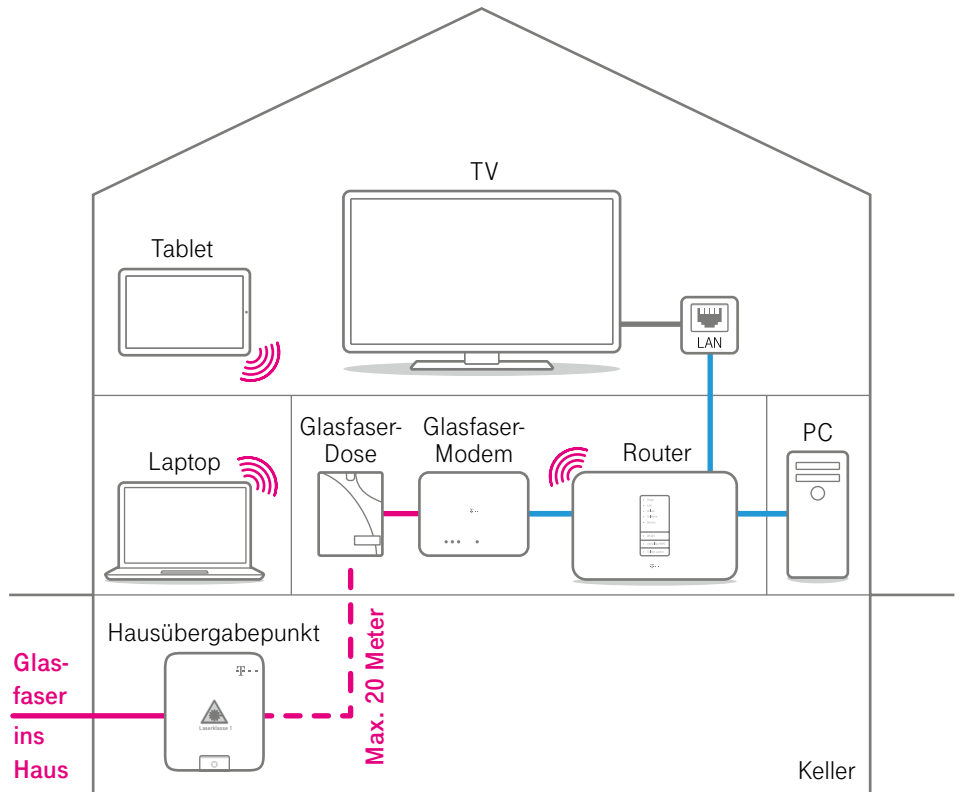 TV
Tablet
LAN
Glasfaser-
Dose
Glasfaser-
Modem
Router
PC
Laptop
Hausübergabepunkt
Laserklasse 1
Glas-
faser
ins
Haus
Max. 20 Meter
Keller